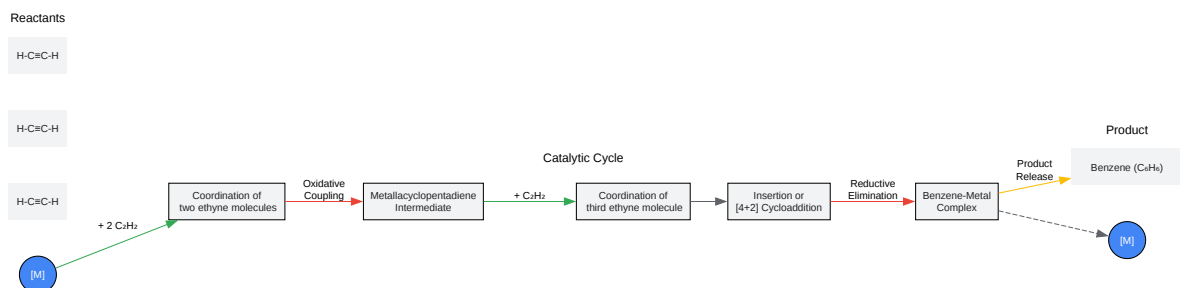 Reactants
H-C≡C-H
H-C≡C-H
H-C≡C-H
[M]
+ 2 C₂H₂
Coordination of
two ethyne molecules
Oxidative
Coupling
Metallacyclopentadiene
Intermediate
+ C₂H₂
Catalytic Cycle
Coordination of
third ethyne molecule
Insertion or
[4+2] Cycloaddition
Reductive
Elimination
Benzene-Metal
Complex
Product
Release
Product
Benzene (C₆H₆)
[M]